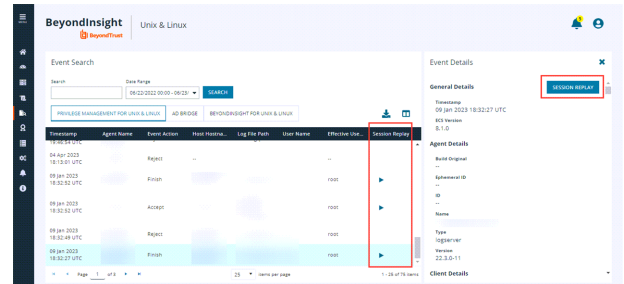 MENU
BeyondInsight
BeyondTrust
Unix & Linux
Event Search
Search
Date Range
06/22/2022 00:00 - 06/23/
SEARCH
PRIVILEGE MANAGEMENT FOR UNIX & LINUX
AD BRIDGE
BEYONDINSIGHT FOR UNIX & LINUX
Timestamp Agent Name Event Action Host Hostna... Log File Path User Name Effective Use... Session Replay
18:48:54 UTC
04 Apr 2023
18:13:01 UTC
Reject -- --
09 Jan 2023
18:32:52 UTC
Finish root
09 Jan 2023
18:32:52 UTC
Accept root
09 Jan 2023
18:32:49 UTC
Reject root
09 Jan 2023
18:32:27 UTC
Finish root
Page 1 of 3
25 items per page
1 - 25 of 75 items
Event Details
General Details
SESSION REPLAY
Timestamp
09 Jan 2023 18:32:27 UTC
ECS Version
8.1.0
Agent Details
Build Original
--
Ephemeral ID
--
ID
--
Name
Type
logserver
Version
22.3.0-11
Client Details